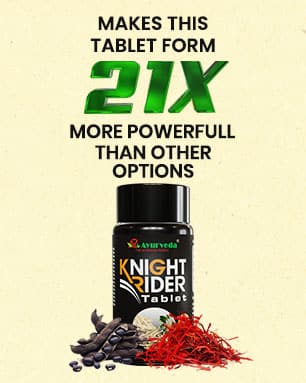 MAKES THIS
TABLET FORM
21X
MORE POWERFULL
THAN OTHER
OPTIONS
Ayurveda
KNIGHT
RIDER
Tablet